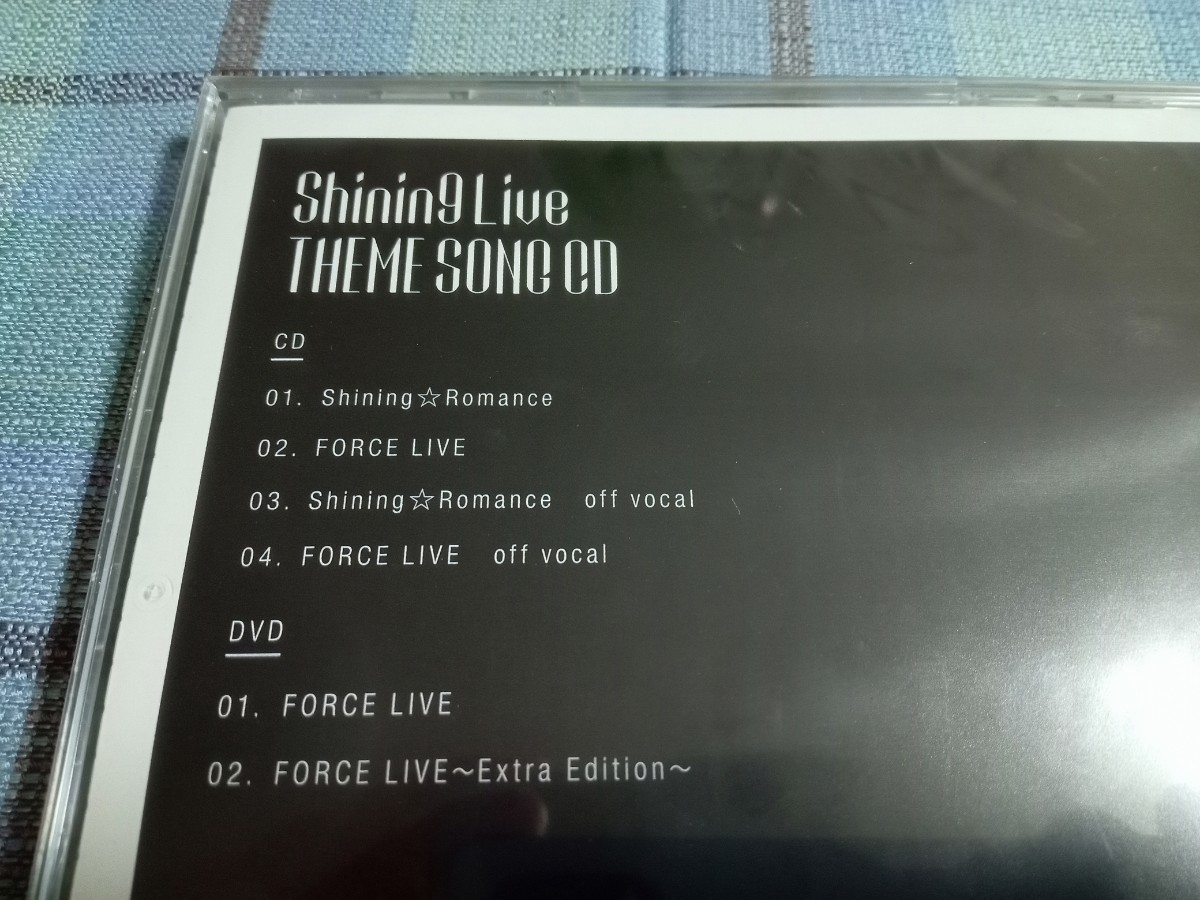 Shinin9 Live
THEME SONG CD
CD
01. Shining☆Romance
02. FORCE LIVE
03. Shining☆Romance　off vocal
04. FORCE LIVE　off vocal
DVD
01. FORCE LIVE
02. FORCE LIVE～Extra Edition～